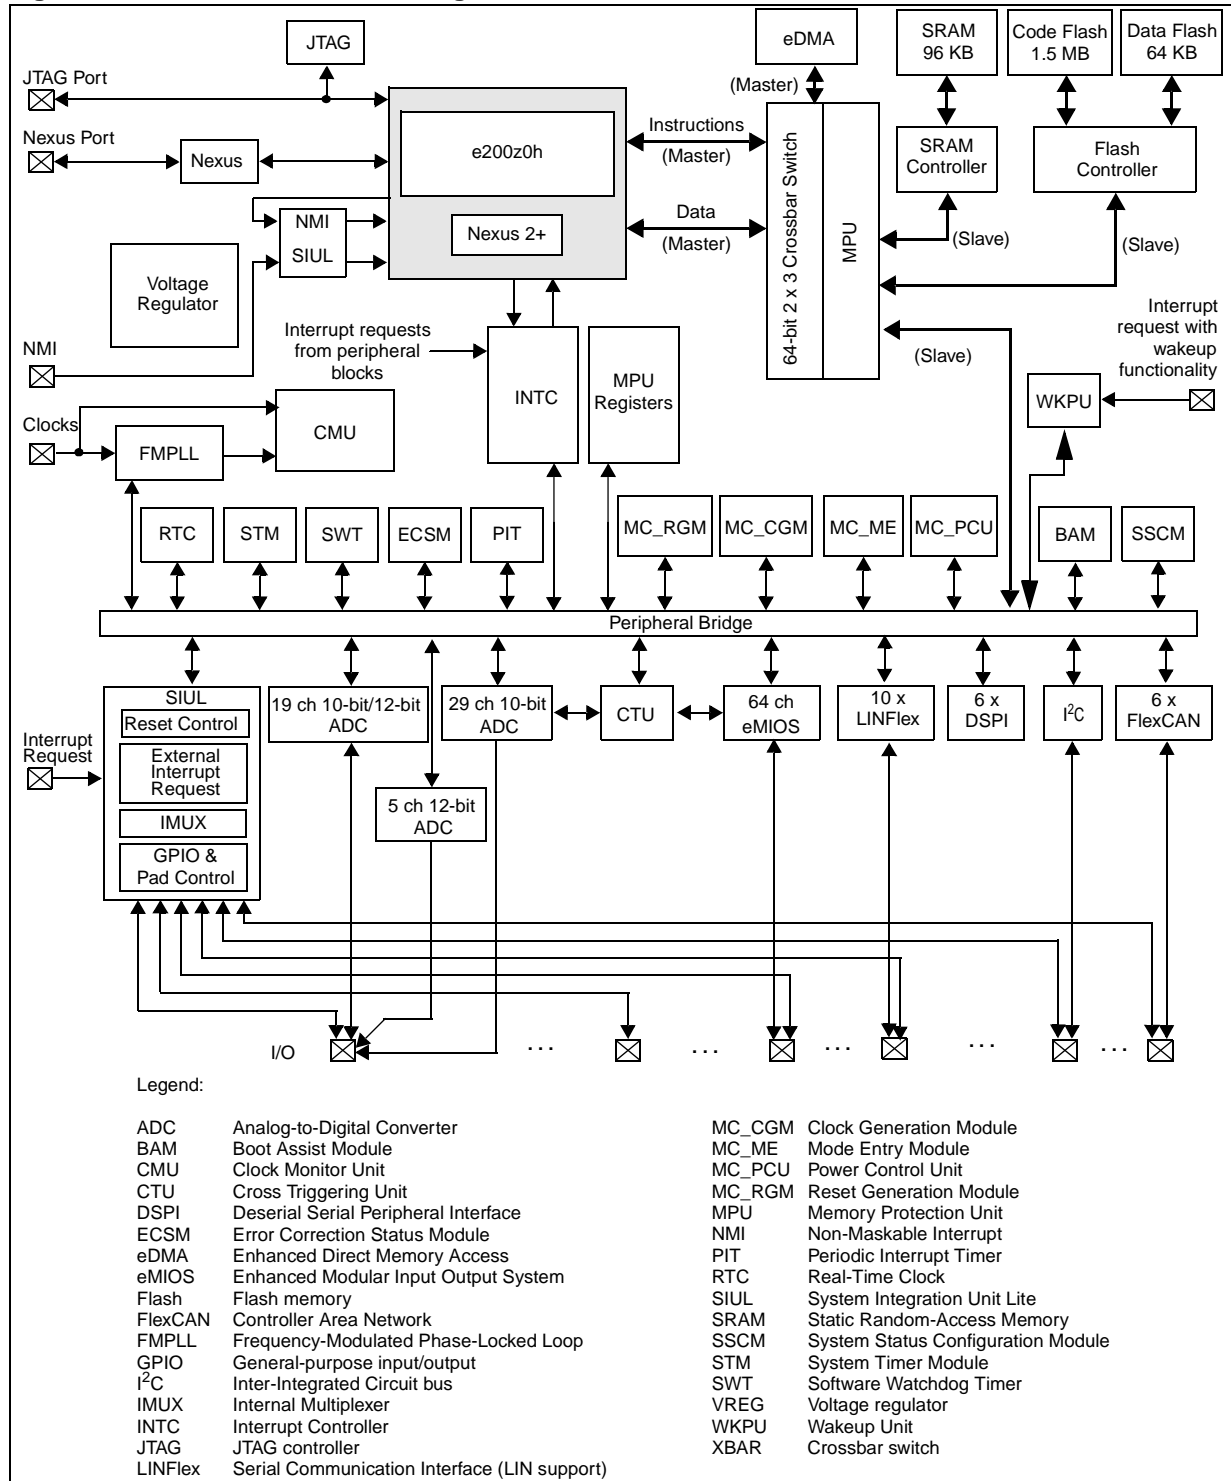 JTAG
eDMA
SRAM
96 KB
Code Flash
1.5 MB
Data Flash
64 KB
JTAG Port
(Master)
Nexus Port
Nexus
e200z0h
Nexus 2+
Instructions
(Master)
Data
(Master)
64-bit 2 x 3 Crossbar Switch
MPU
SRAM
Controller
Flash
Controller
(Slave)
(Slave)
(Slave)
NMI
SIUL
Voltage
Regulator
NMI
Interrupt requests
from peripheral
blocks
INTC
MPU
Registers
Interrupt
request with
wakeup
functionality
WKPU
Clocks
FMPLL
CMU
RTC
STM
SWT
ECSM
PIT
MC_RGM
MC_CGM
MC_ME
MC_PCU
BAM
SSCM
Peripheral Bridge
SIUL
Reset Control
External
Interrupt
Request
IMUX
GPIO &
Pad Control
Interrupt
Request
19 ch 10-bit/12-bit
ADC
29 ch 10-bit
ADC
5 ch 12-bit
ADC
CTU
64 ch
eMIOS
10 x
LINFlex
6 x
DSPI
I2C
6 x
FlexCAN
I/O
. . .
. . .
. . .
. . .
. . .
Legend:
ADC Analog-to-Digital Converter
BAM Boot Assist Module
CMU Clock Monitor Unit
CTU Cross Triggering Unit
DSPI Deserial Serial Peripheral Interface
ECSM Error Correction Status Module
eDMA Enhanced Direct Memory Access
eMIOS Enhanced Modular Input Output System
Flash Flash memory
FlexCAN Controller Area Network
FMPLL Frequency-Modulated Phase-Locked Loop
GPIO General-purpose input/output
I2C Inter-Integrated Circuit bus
IMUX Internal Multiplexer
INTC Interrupt Controller
JTAG JTAG controller
LINFlex Serial Communication Interface (LIN support)
MC_CGM Clock Generation Module
MC_ME Mode Entry Module
MC_PCU Power Control Unit
MC_RGM Reset Generation Module
MPU Memory Protection Unit
NMI Non-Maskable Interrupt
PIT Periodic Interrupt Timer
RTC Real-Time Clock
SIUL System Integration Unit Lite
SRAM Static Random-Access Memory
SSCM System Status Configuration Module
STM System Timer Module
SWT Software Watchdog Timer
VREG Voltage regulator
WKPU Wakeup Unit
XBAR Crossbar switch